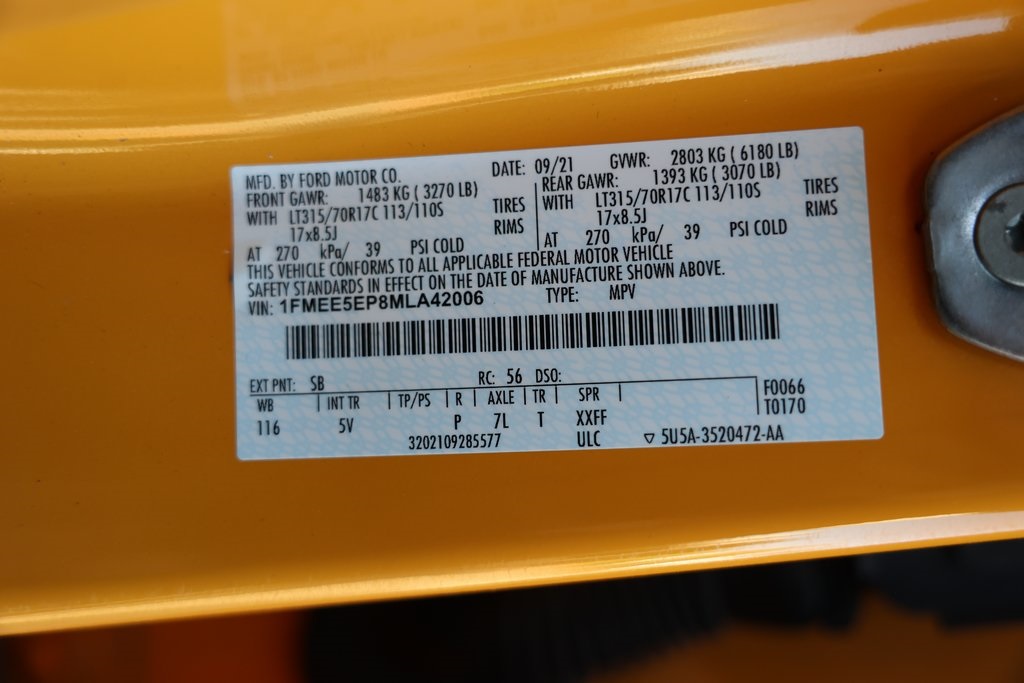 MFD. BY FORD MOTOR CO. DATE: 09/21 GVWR: 2803 KG ( 6180 LB)
FRONT GAWR: 1483 KG ( 3270 LB) REAR GAWR: 1393 KG ( 3070 LB)
WITH LT315/70R17C 113/110S TIRES WITH LT315/70R17C 113/110S TIRES
17x8.5J RIMS 17x8.5J RIMS
AT 270 kPa/ 39 PSI COLD AT 270 kPa/ 39 PSI COLD
THIS VEHICLE CONFORMS TO ALL APPLICABLE FEDERAL MOTOR VEHICLE
SAFETY STANDARDS IN EFFECT ON THE DATE OF MANUFACTURE SHOWN ABOVE.
VIN: 1FMEE5EP8MLA42006 TYPE: MPV
EXT PNT: SB RC: 56 DSO:
WB INT TR TP/PS R AXLE TR SPR F0066
116 5V P 7L T XXFF T0170
3202109285577 ULC ▽ 5U5A-3520472-AA